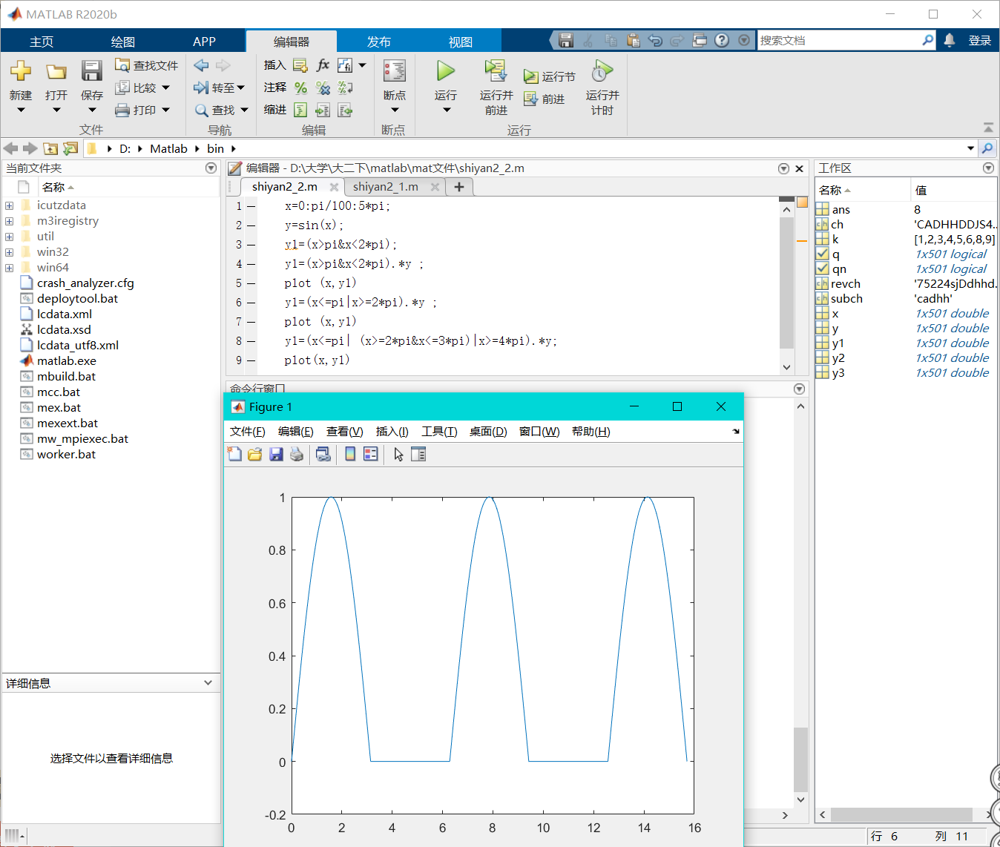 MATLAB R2020b
主页 绘图 APP 编辑器 发布 视图 搜索文档 登录
新建 打开 保存 查找文件 比较 打印 转至 查找 插入 fx 注释 缩进 断点 运行 运行并前进 运行节 前进 运行并计时
文件 导航 编辑 断点 运行
D: Matlab bin
当前文件夹
名称
icutzdata
m3iregistry
util
win32
win64
crash_analyzer.cfg
deploytool.bat
lcdata.xml
lcdata.xsd
lcdata_utf8.xml
matlab.exe
mbuild.bat
mcc.bat
mex.bat
mexext.bat
mw_mpiexec.bat
worker.bat
详细信息
选择文件以查看详细信息
编辑器 - D:\大学\大二下\matlab\mat文件\shiyan2_2.m
shiyan2_2.m shiyan2_1.m
1 — x=0:pi/100:5*pi;
2 — y=sin(x);
3 — y1=(x>pi&x<2*pi);
4 — y1=(x>pi&x<2*pi).*y ;
5 — plot (x,y1)
6 — y1=(x<=pi|x>=2*pi).*y ;
7 — plot (x,y1)
8 — y1=(x<=pi| (x>=2*pi&x<=3*pi)|x>=4*pi).*y;
9 — plot(x,y1)
命令行窗口
Figure 1
文件(F) 编辑(E) 查看(V) 插入(I) 工具(T) 桌面(D) 窗口(W) 帮助(H)
1
0.8
0.6
0.4
0.2
0
-0.2
0 2 4 6 8 10 12 14 16
工作区
名称 值
ans 8
ch 'CADHHDDJS4...
k [1,2,3,4,5,6,8,9]
q 1x501 logical
qn 1x501 logical
revch '75224sjDdhhd...
subch 'cadhh'
x 1x501 double
y 1x501 double
y1 1x501 double
y2 1x501 double
y3 1x501 double
行 6 列 11